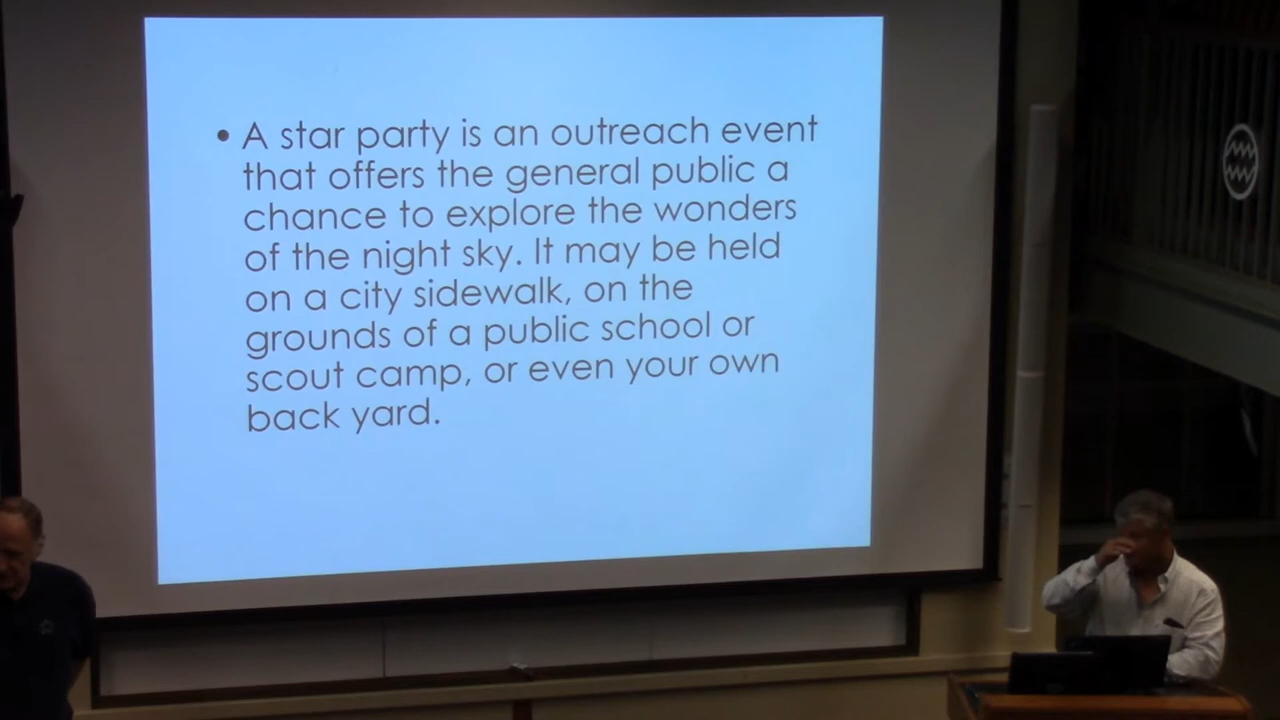 • A star party is an outreach event
that offers the general public a
chance to explore the wonders
of the night sky. It may be held
on a city sidewalk, on the
grounds of a public school or
scout camp, or even your own
back yard.